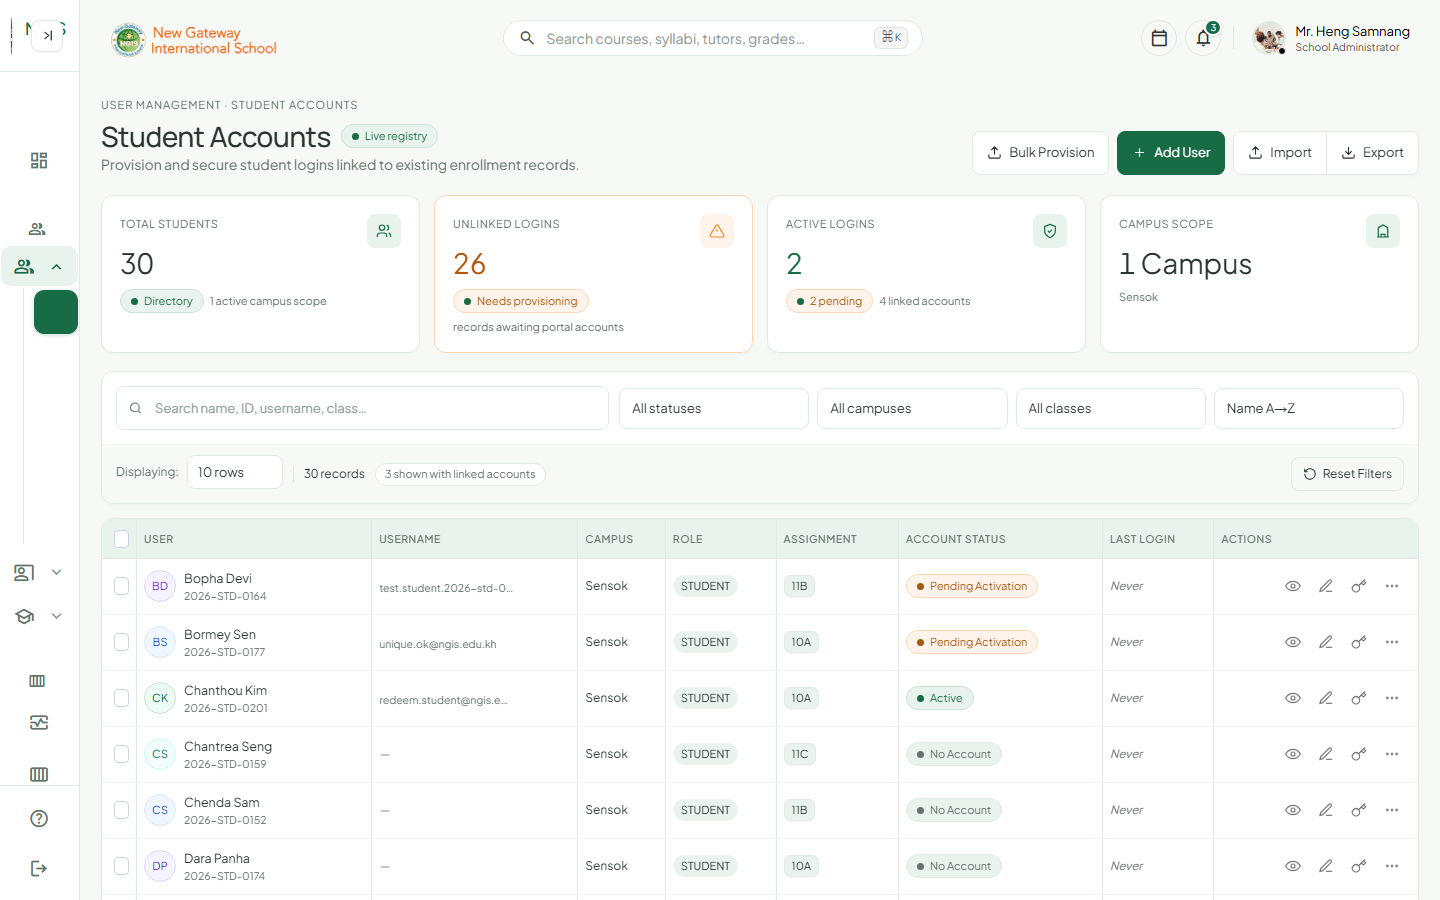 New Gateway
International School
Search courses, syllabi, tutors, grades...
⌘K
3
Mr. Heng Samnang
School Administrator
USER MANAGEMENT · STUDENT ACCOUNTS
Student Accounts
Live registry
Provision and secure student logins linked to existing enrollment records.
Bulk Provision
Add User
Import
Export
TOTAL STUDENTS
30
Directory
1 active campus scope
UNLINKED LOGINS
26
Needs provisioning
records awaiting portal accounts
ACTIVE LOGINS
2
2 pending
4 linked accounts
CAMPUS SCOPE
1 Campus
Sensok
Search name, ID, username, class...
All statuses
All campuses
All classes
Name A→Z
Displaying:
10 rows
30 records
3 shown with linked accounts
Reset Filters
USER USERNAME CAMPUS ROLE ASSIGNMENT ACCOUNT STATUS LAST LOGIN ACTIONS
BD Bopha Devi
2026-STD-0164
test.student.2026-std-0...
Sensok STUDENT 11B Pending Activation Never
BS Bormey Sen
2026-STD-0177
unique.ok@ngis.edu.kh
Sensok STUDENT 10A Pending Activation Never
CK Chanthou Kim
2026-STD-0201
redeem.student@ngis.e...
Sensok STUDENT 10A Active Never
CS Chantrea Seng
2026-STD-0159
—
Sensok STUDENT 11C No Account Never
CS Chenda Sam
2026-STD-0152
—
Sensok STUDENT 11B No Account Never
DP Dara Panha
2026-STD-0174
—
Sensok STUDENT 10A No Account Never